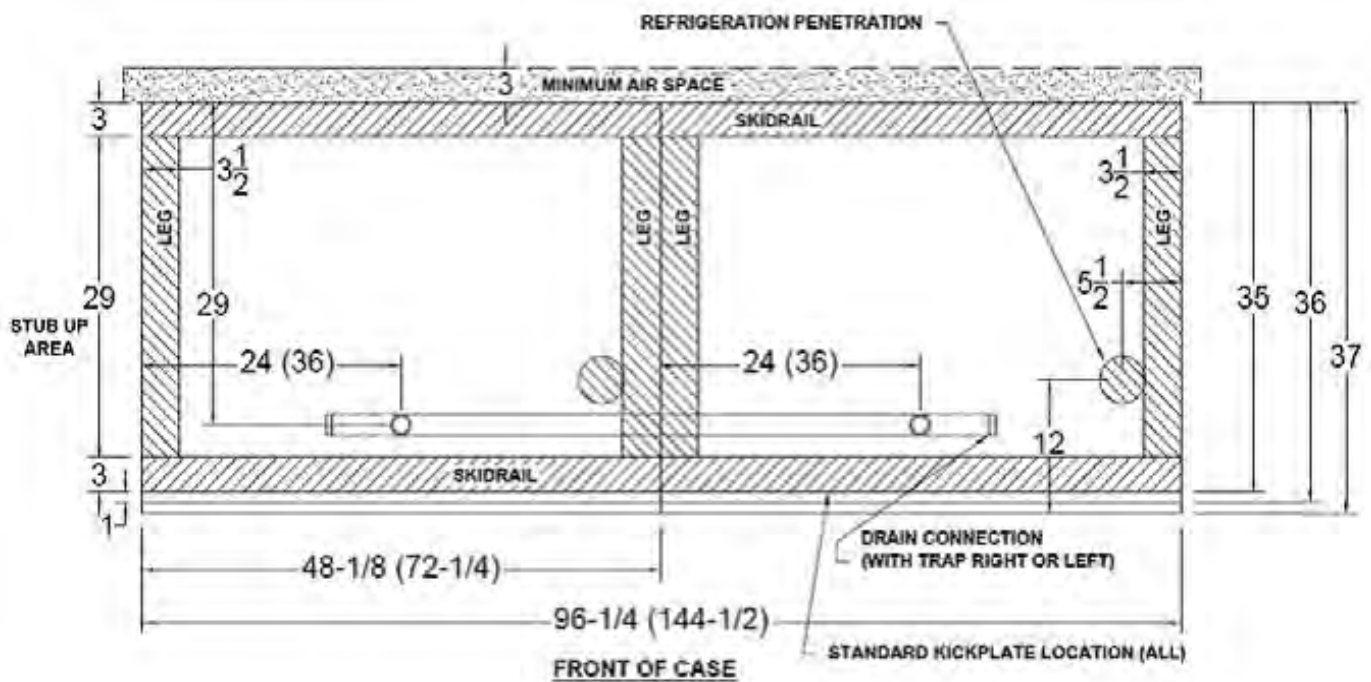 REFRIGERATION PENETRATION
3
MINIMUM AIR SPACE
3
SKIDRAIL
3 1/2
3 1/2
LEG
LEG
LEG
LEG
5 1/2
29
STUB UP
AREA
29
35
36
37
24 (36)
24 (36)
12
3
SKIDRAIL
1
DRAIN CONNECTION
(WITH TRAP RIGHT OR LEFT)
48-1/8 (72-1/4)
96-1/4 (144-1/2)
STANDARD KICKPLATE LOCATION (ALL)
FRONT OF CASE